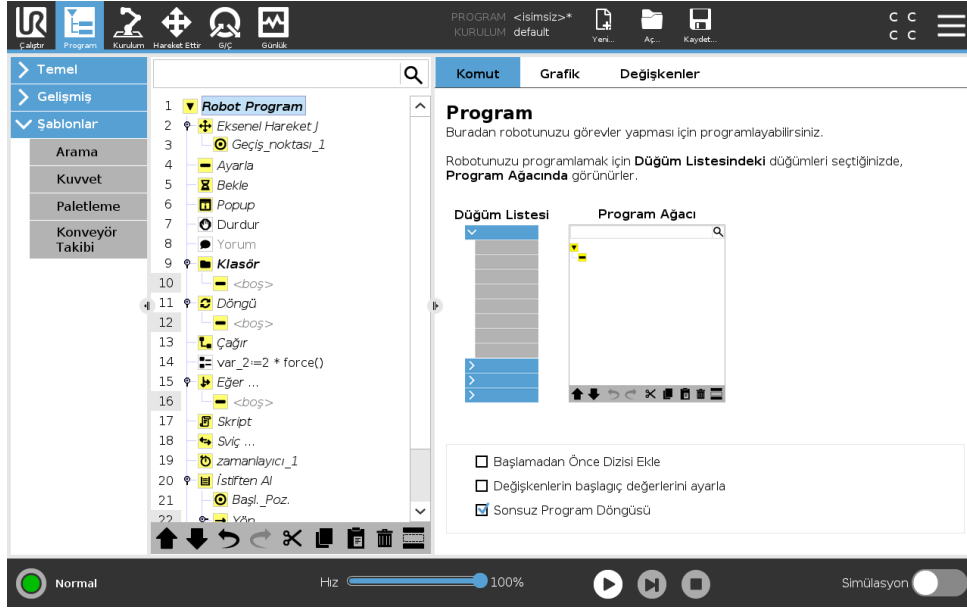 UR
Çalıştır
Program
Kurulum
Hareket Ettir
G/Ç
Günlük
PROGRAM <isimsiz>*
KURULUM default
Yeni...
Aç...
Kaydet...
C C
C C
Temel
Gelişmiş
Şablonlar
Arama
Kuvvet
Paletleme
Konveyör
Takibi
1 Robot Program
2 Eksenel Hareket J
3 Geçiş_noktası_1
4 Ayarla
5 Bekle
6 Popup
7 Durdur
8 Yorum
9 Klasör
10 <boş>
11 Döngü
12 <boş>
13 Çağır
14 var_2:=2 * force()
15 Eğer ...
16 <boş>
17 Skript
18 Sviç ...
19 zamanlayıcı_1
20 İstiften Al
21 Başl._Poz.
22 Yön
Komut
Grafik
Değişkenler
Program
Buradan robotunuzu görevler yapması için programlayabilirsiniz.
Robotunuzu programlamak için Düğüm Listesindeki düğümleri seçtiğinizde,
Program Ağacında görünürler.
Düğüm Listesi
Program Ağacı
Başlamadan Önce Dizisi Ekle
Değişkenlerin başlagıç değerlerini ayarla
Sonsuz Program Döngüsü
Normal
Hız
100%
Simülasyon